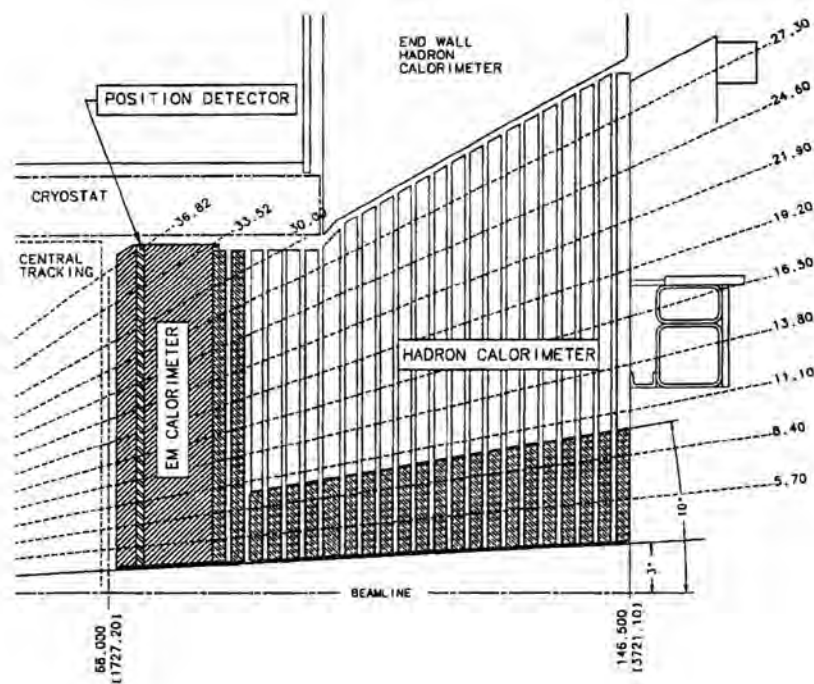 END WALL
HADRON
CALORIMETER
27.30
POSITION DETECTOR
24.60
21.90
CRYOSTAT
36.82
33.52
30.00
19.20
CENTRAL
TRACKING
16.50
EM CALORIMETER
HADRON CALORIMETER
13.80
11.10
8.40
5.70
10°
3°
BEAMLINE
68.000
[1727.20]
146.500
[3721.10]